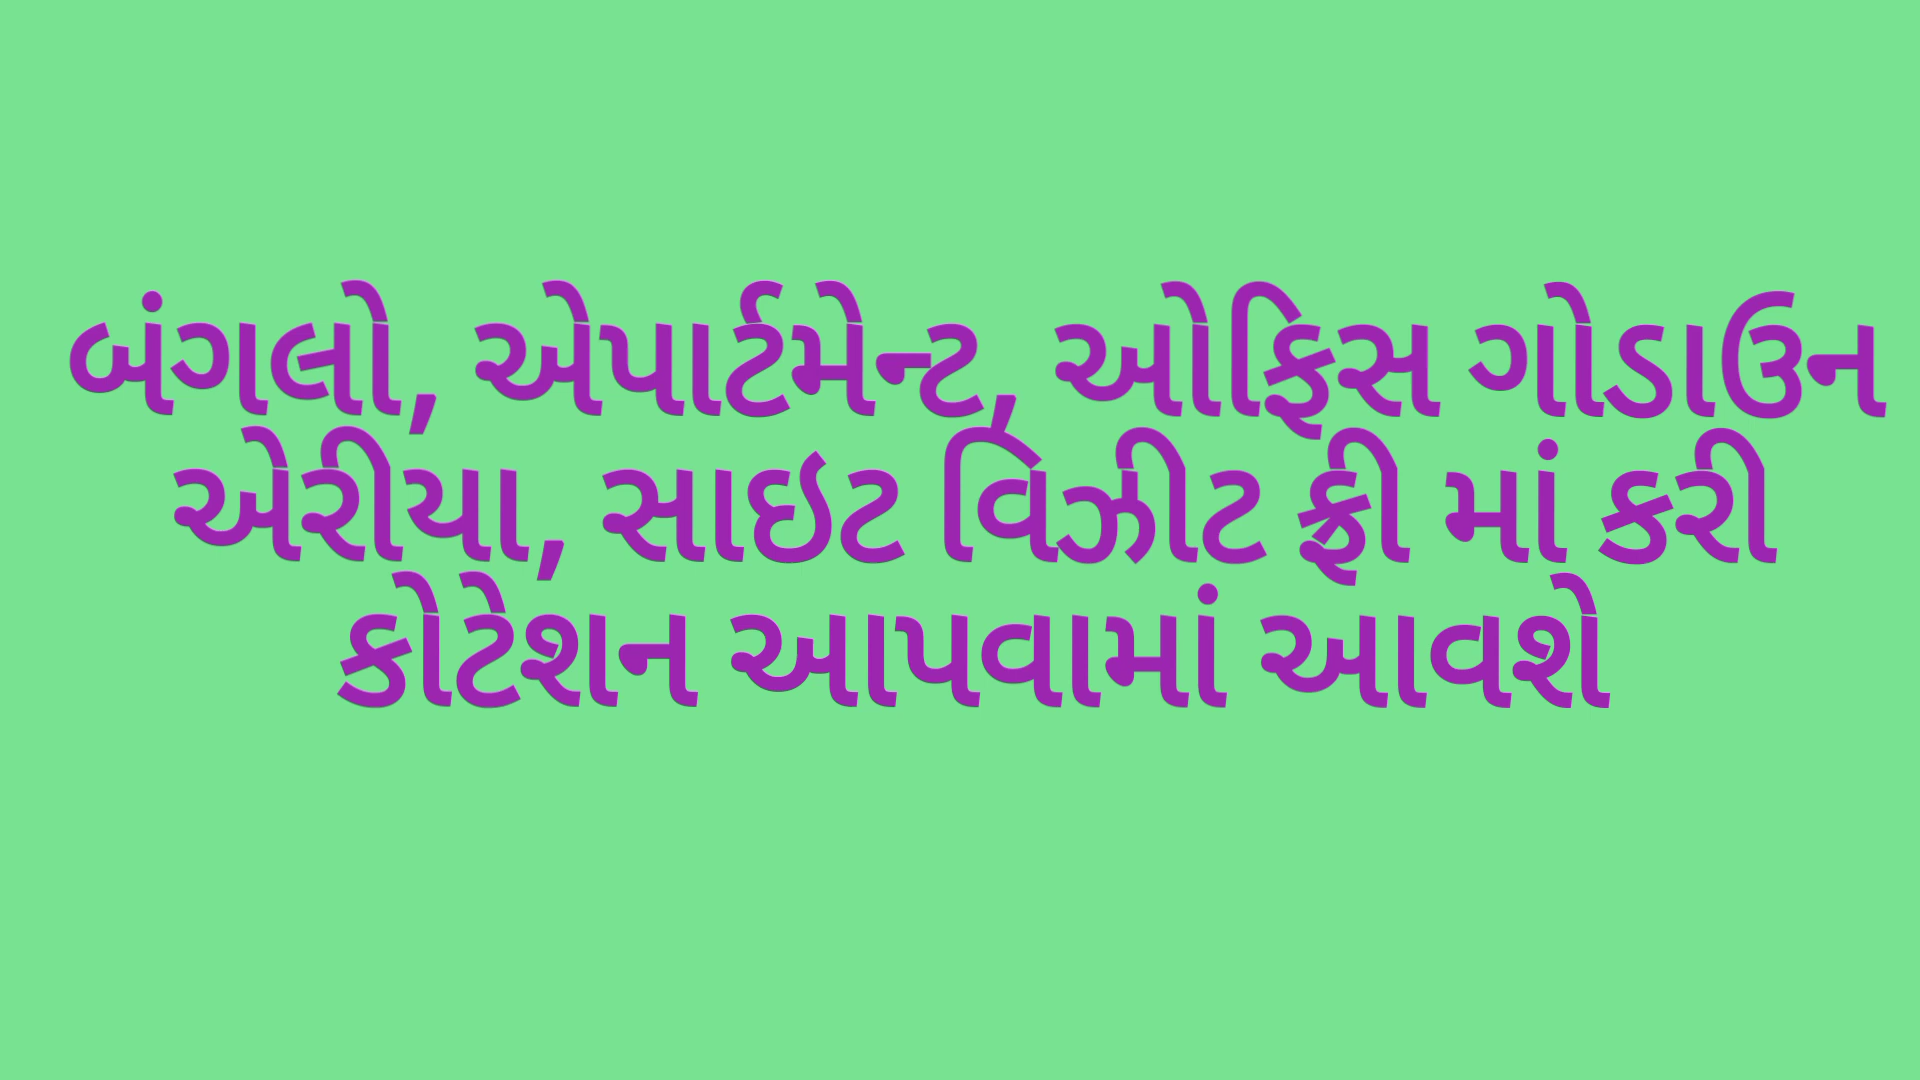 બંગલો, એપાર્ટમેન્ટ, ઓફિસ ગોડાઉન
એરીયા, સાઇટ વિઝીટ ફ્રી માં કરી
કોટેશન આપવામાં આવશે